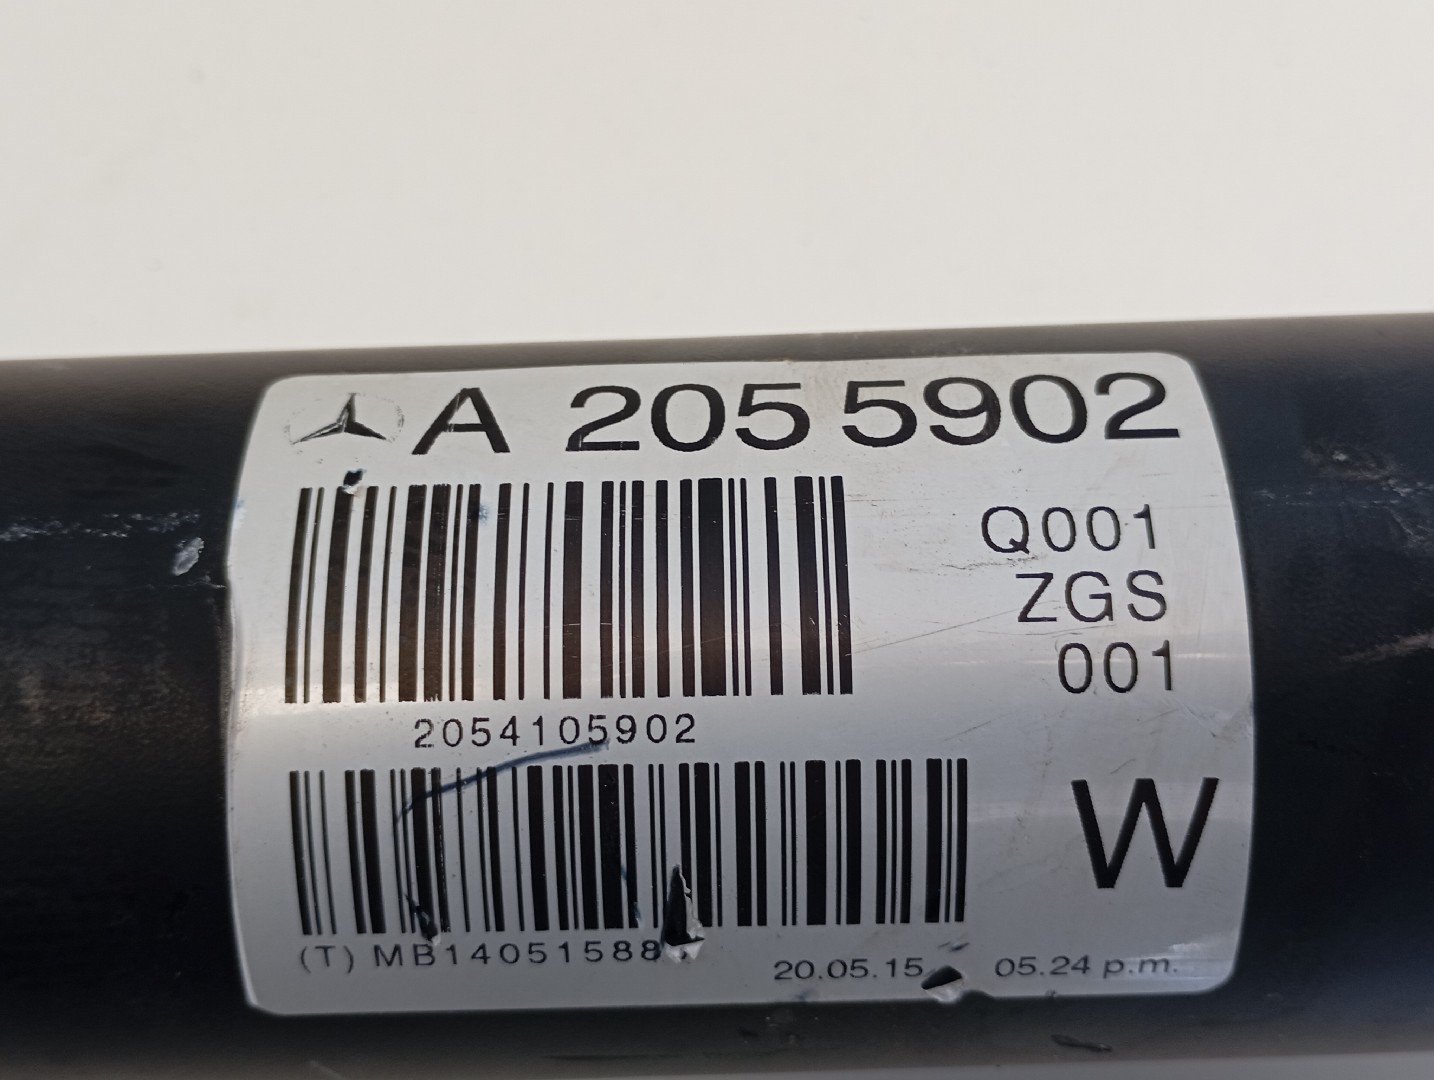 A 205 5902
Q001
ZGS
001
2054105902
W
(T) MB14051588
20.05.15 05.24 p.m.